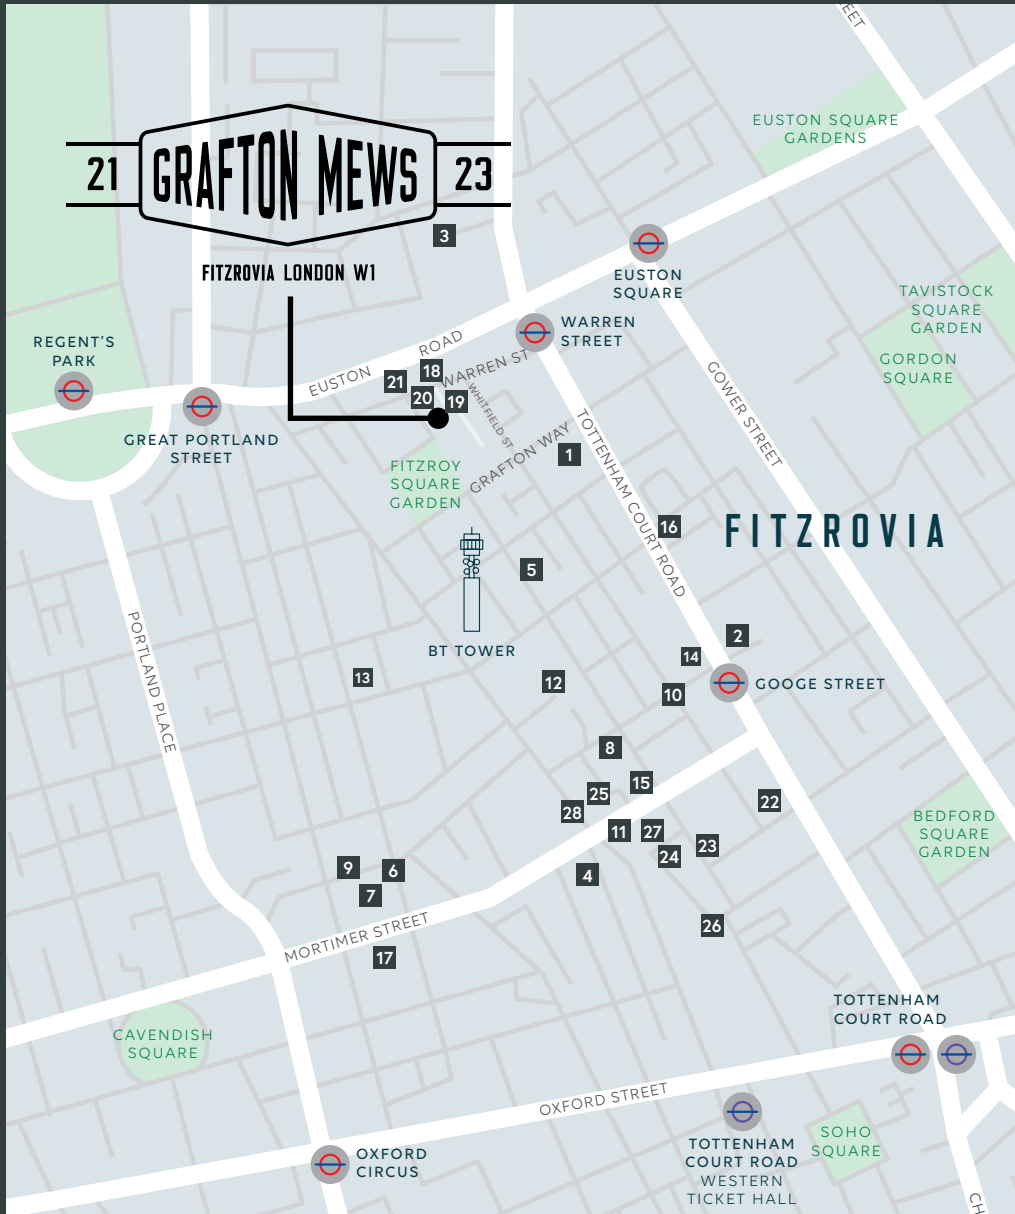 EET
EUSTON SQUARE
GARDENS
21
GRAFTON MEWS
23
3
FITZROVIA LONDON W1
EUSTON
SQUARE
TAVISTOCK
SQUARE
GARDEN
GORDON
SQUARE
REGENT'S
PARK
WARREN
STREET
EUSTON
ROAD
WARREN ST
WHITFIELD ST
GOWER STREET
18
21
20
19
GREAT PORTLAND
STREET
FITZROY
SQUARE
GARDEN
GRAFTON WAY
1
TOTTENHAM COURT ROAD
16
FITZROVIA
5
BT TOWER
PORTLAND PLACE
2
14
GOOGE STREET
13
12
10
8
15
25
28
22
11
27
23
24
4
BEDFORD
SQUARE
GARDEN
9
6
7
MORTIMER STREET
26
17
TOTTENHAM
COURT ROAD
CAVENDISH
SQUARE
OXFORD STREET
SOHO
SQUARE
TOTTENHAM
COURT ROAD
WESTERN
TICKET HALL
OXFORD
CIRCUS
CH